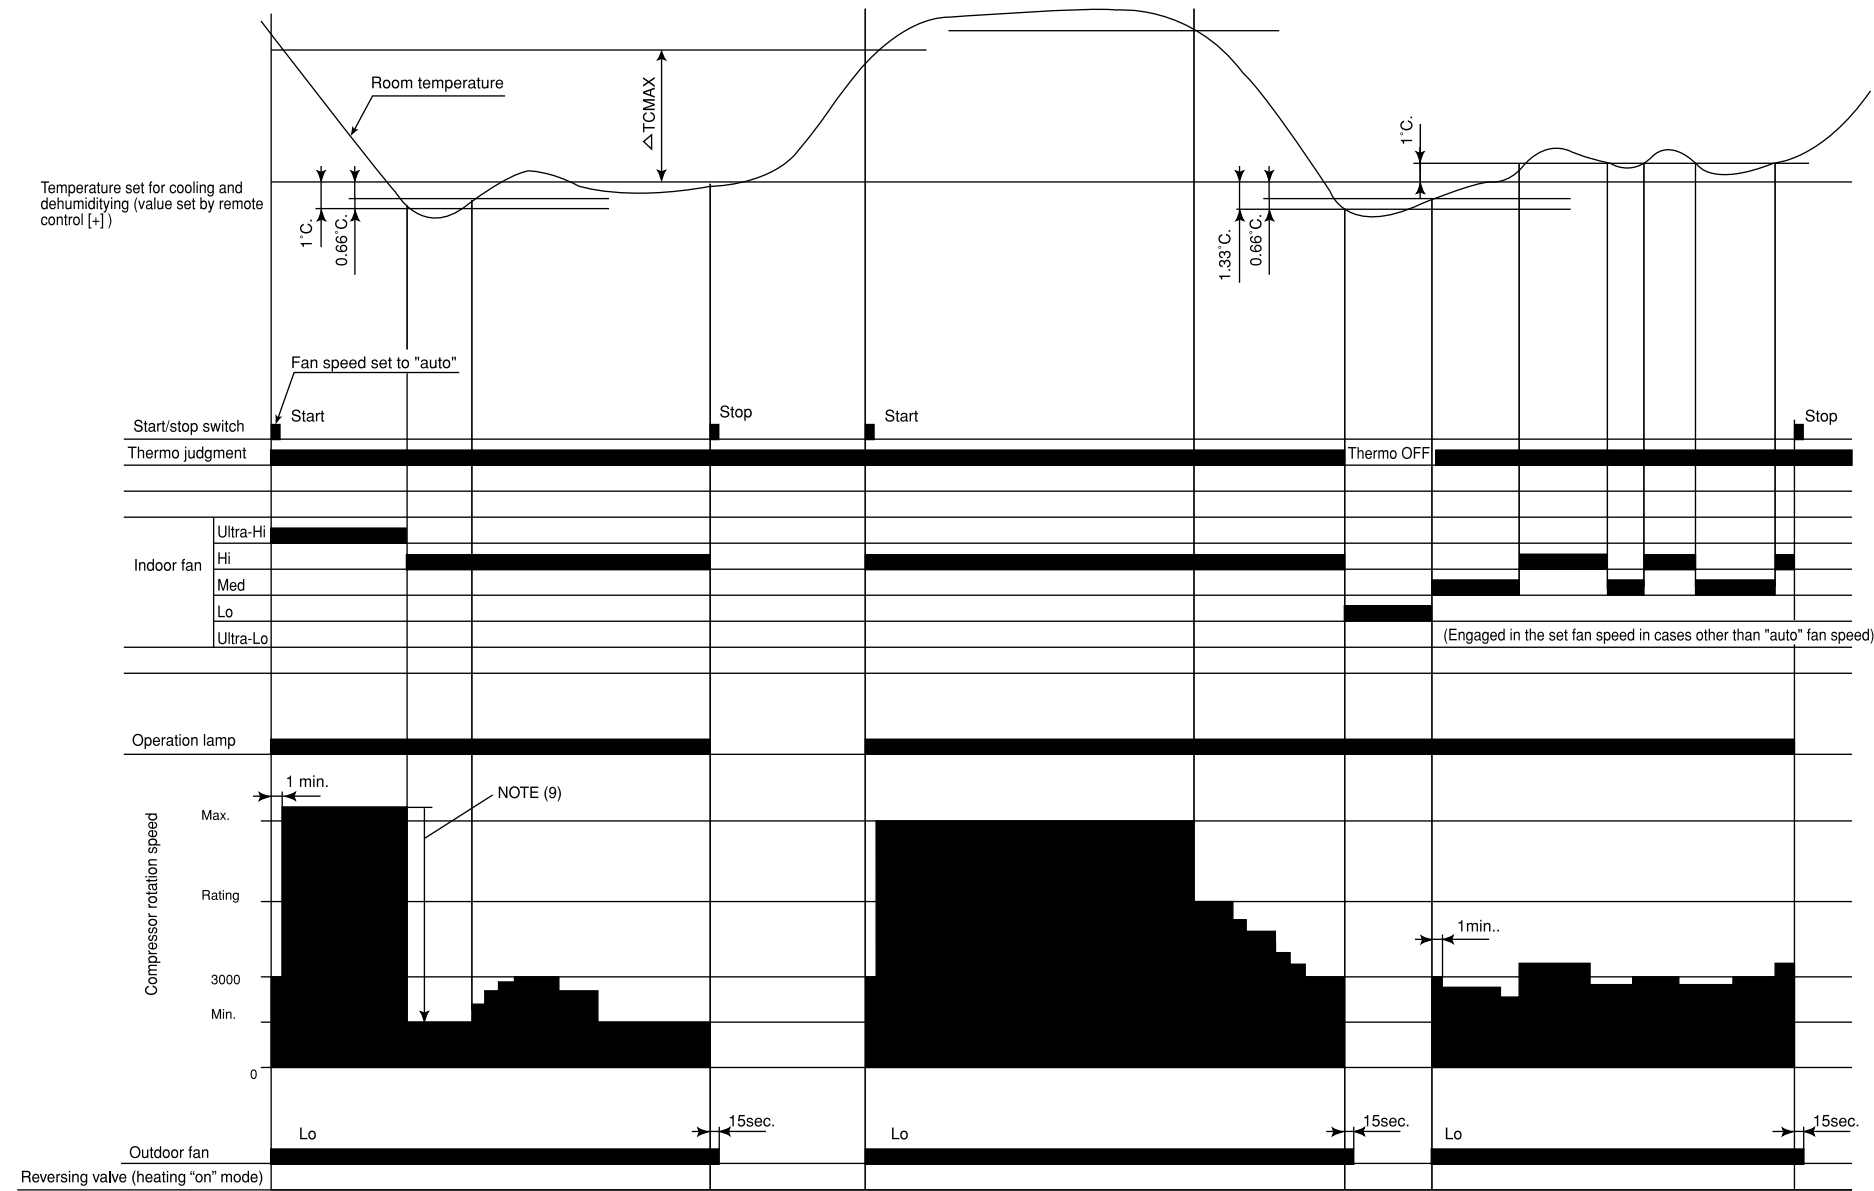 Room temperature
△TCMAX
1˚C.
Temperature set for cooling and
dehumiditying (value set by remote
control [+] )
1˚C.
0.66˚C.
1.33˚C.
0.66˚C.
Fan speed set to "auto"
Start
Stop
Start
Stop
Start/stop switch
Thermo judgment
Thermo OFF
Indoor fan
Ultra-Hi
Hi
Med
Lo
Ultra-Lo
(Engaged in the set fan speed in cases other than "auto" fan speed)
Operation lamp
1 min.
NOTE (9)
Compressor rotation speed
Max.
Rating
3000
Min.
0
1min..
15sec.
15sec.
15sec.
Lo
Lo
Lo
Outdoor fan
Reversing valve (heating “on” mode)